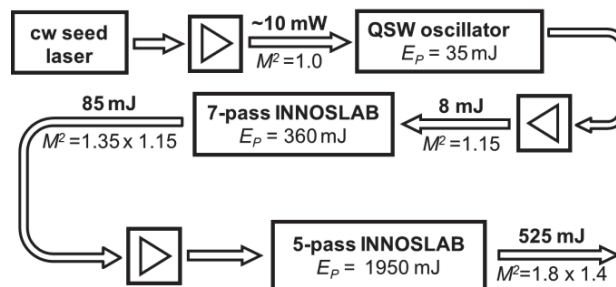 cw seed
laser
~10 mW
M² =1.0
QSW oscillator
E_P = 35 mJ
8 mJ
M² =1.15
7-pass INNOSLAB
E_P = 360 mJ
85 mJ
M² =1.35 x 1.15
5-pass INNOSLAB
E_P = 1950 mJ
525 mJ
M² =1.8 x 1.4